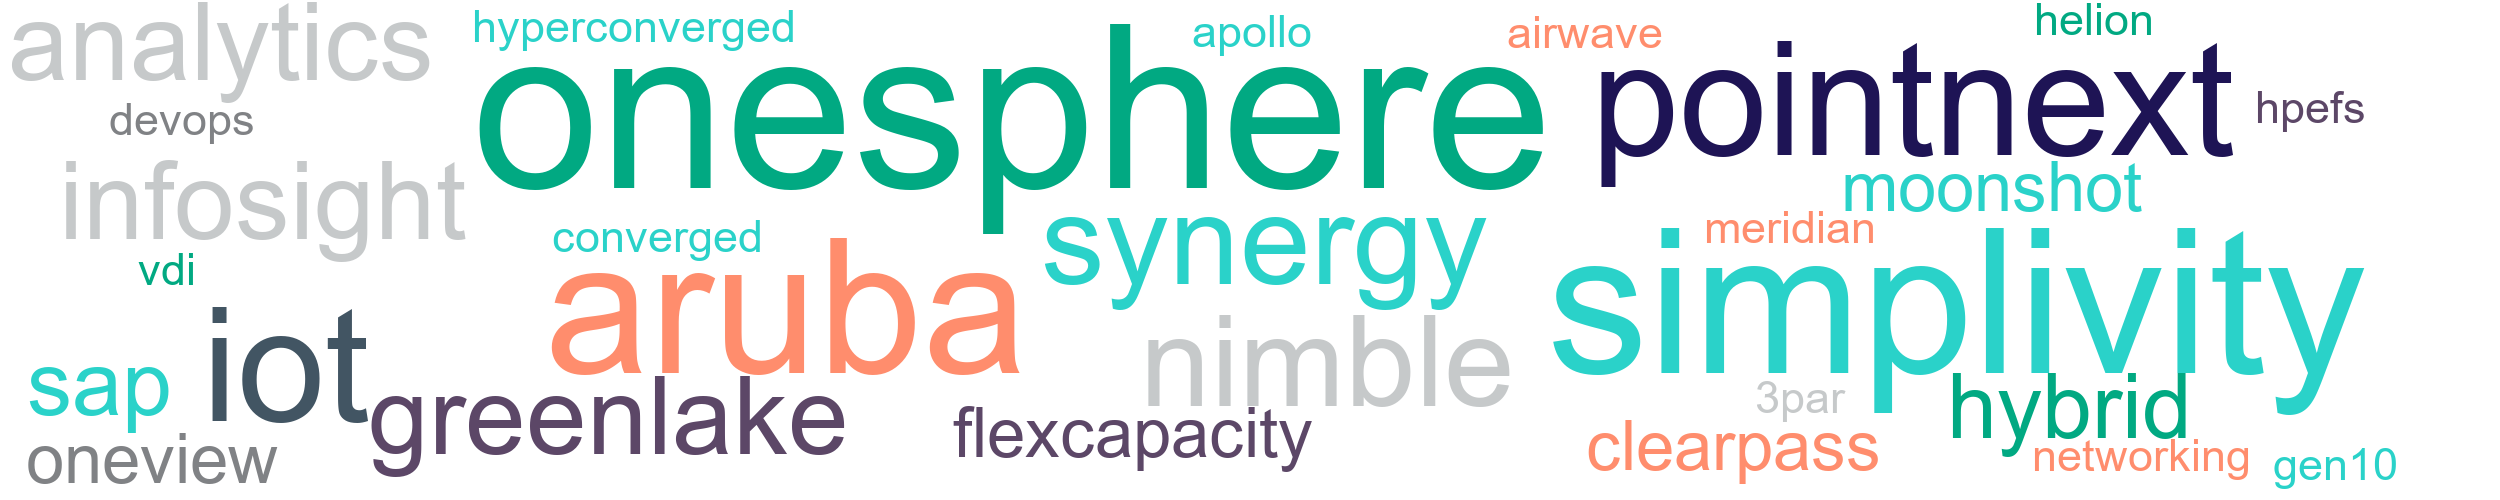 analytics
hyperconverged
apollo
airwave
helion
onesphere
pointnext
hpefs
devops
infosight
moonshot
converged
synergy
meridian
vdi
aruba
simplivity
iot
nimble
sap
greenlake
3par
hybrid
flexcapacity
clearpass
oneview
networking
gen10